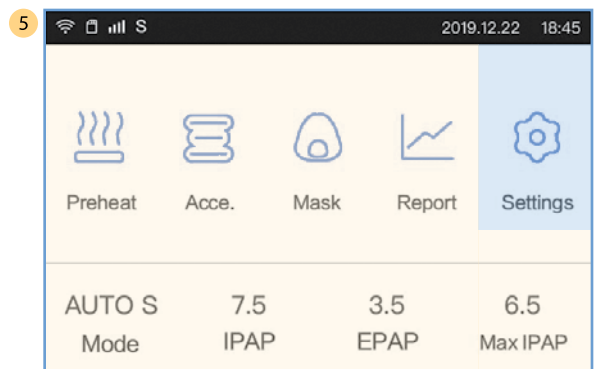 5
S 2019.12.22 18:45
Preheat Acce. Mask Report Settings
AUTO S 7.5 3.5 6.5
Mode IPAP EPAP Max IPAP